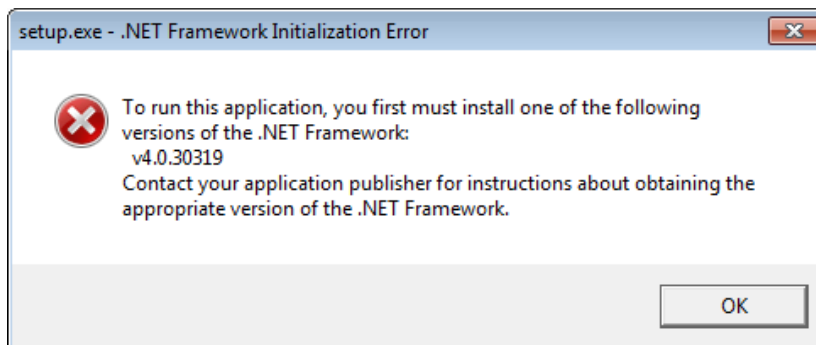 setup.exe - .NET Framework Initialization Error
To run this application, you first must install one of the following
versions of the .NET Framework:
v4.0.30319
Contact your application publisher for instructions about obtaining the
appropriate version of the .NET Framework.
OK